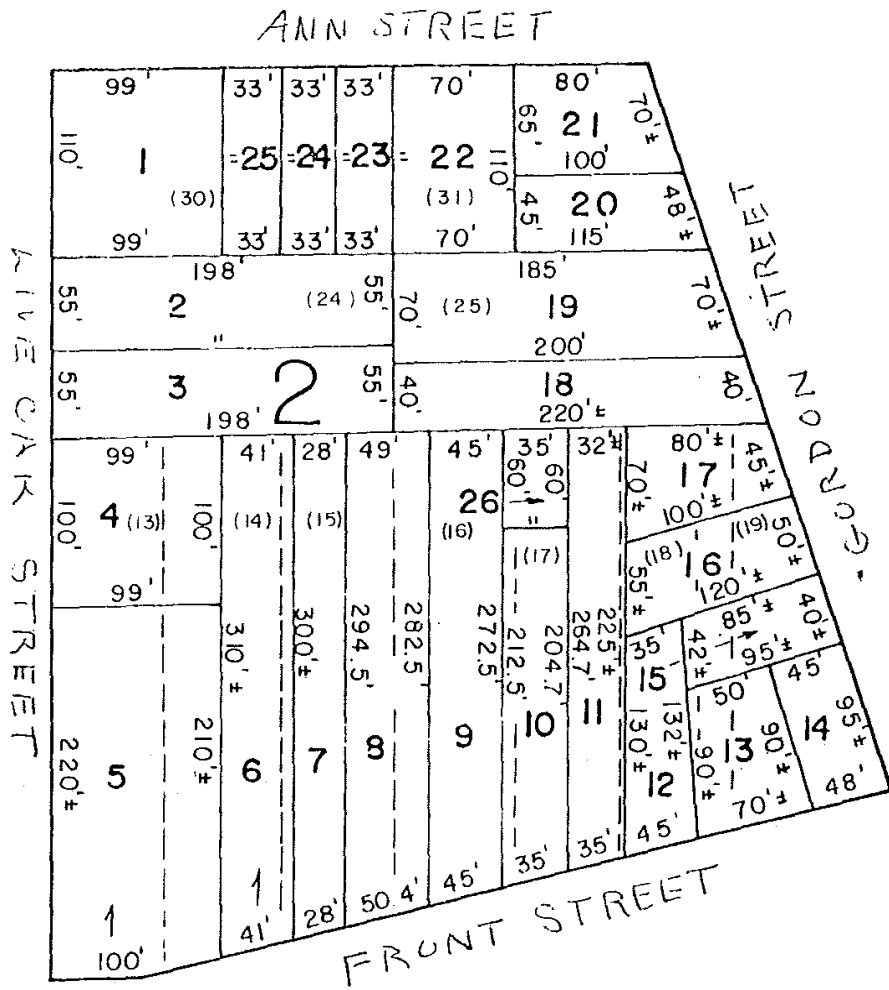 ANN STREET
99' 33' 33' 33' 70' 80'
110' 1 (30) =25 =24 =23= 22 (31) 110' 65' 21 100' 70'±
45' 20 115' 48'±
99' 33' 33' 33' 70'
198' 185'
55' 2 (24) 55' 70' (25) 19 70'±
" 200'
55' 3 2 55' 40' 18 40'
198' 220'±
99' 41' 28' 49' 45' 35' 32'± 80'±
100' 4 (13) 100' (14) (15) 26 (16) 60' 60' " (17) 70'± 17 45'±
100'±
99' 55'± (18) 16 (19) 50'±
120'±
310'± 300'± 294.5' 282.5' 272.5' 212.5' 204.7' 264.7' 225'± 35' 42' 85'± 40'±
95'±
15 50' 45'
220'± 5 210'± 6 7 8 9 10 11 130'± 132'± 12 90'± 13 90'± 14 95'±
100' 41' 28' 50.4' 45' 35' 35' 45' 70'± 48'
LIVE OAK STREET
GORDON STREET
FRONT STREET